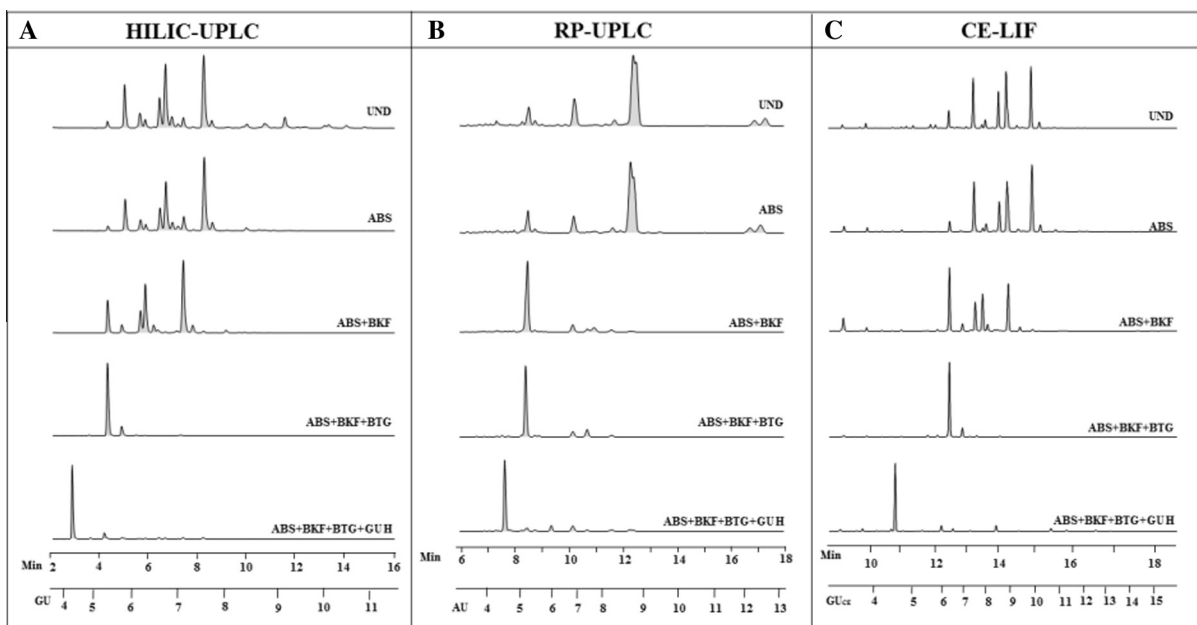 A HILIC-UPLC
UND
ABS
ABS+BKF
ABS+BKF+BTG
ABS+BKF+BTG+GUH
Min 2 4 6 8 10 12 14 16
GU 4 5 6 7 8 9 10 11
B RP-UPLC
UND
ABS
ABS+BKF
ABS+BKF+BTG
ABS+BKF+BTG+GUH
Min 6 8 10 12 14 16 18
AU 4 5 6 7 8 9 10 11 12 13
C CE-LIF
UND
ABS
ABS+BKF
ABS+BKF+BTG
ABS+BKF+BTG+GUH
Min 10 12 14 16 18
GUCE 4 5 6 7 8 9 10 11 12 13 14 15